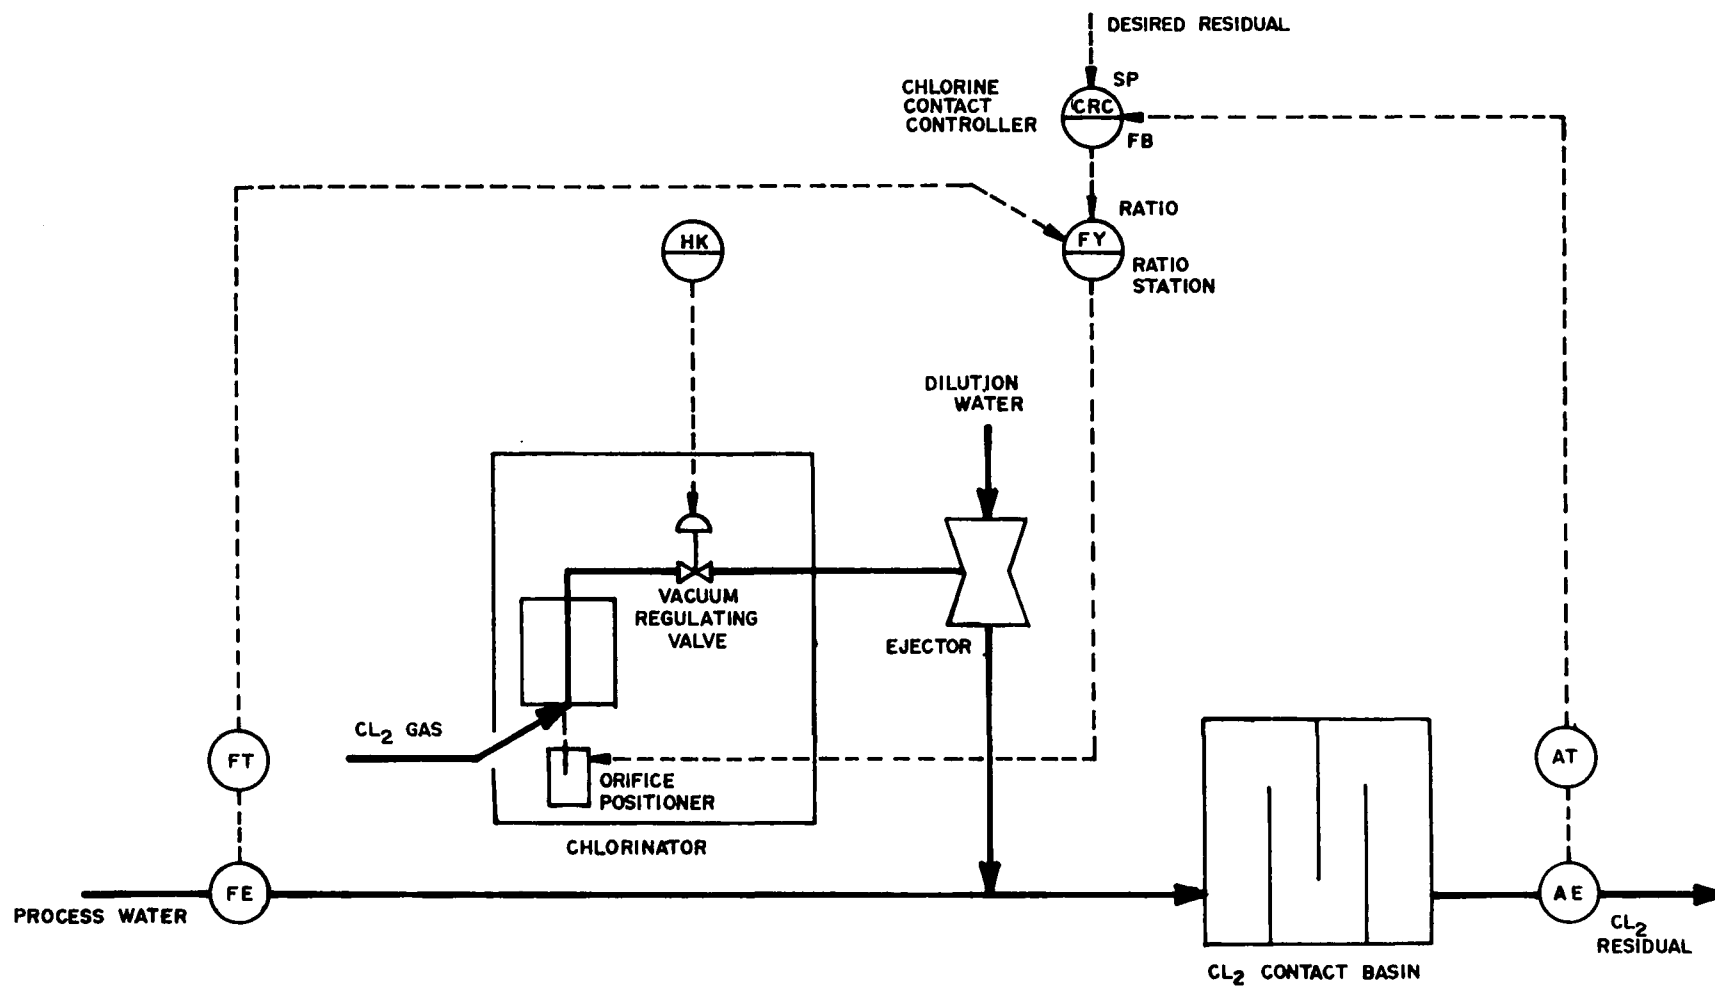 DESIRED RESIDUAL
SP
CHLORINE
CONTACT
CONTROLLER
CRC
FB
RATIO
HK
FY
RATIO
STATION
DILUTION
WATER
VACUUM
REGULATING
VALVE
EJECTOR
CL2 GAS
FT
AT
ORIFICE
POSITIONER
CHLORINATOR
FE
AE
PROCESS WATER
CL2
RESIDUAL
CL2 CONTACT BASIN